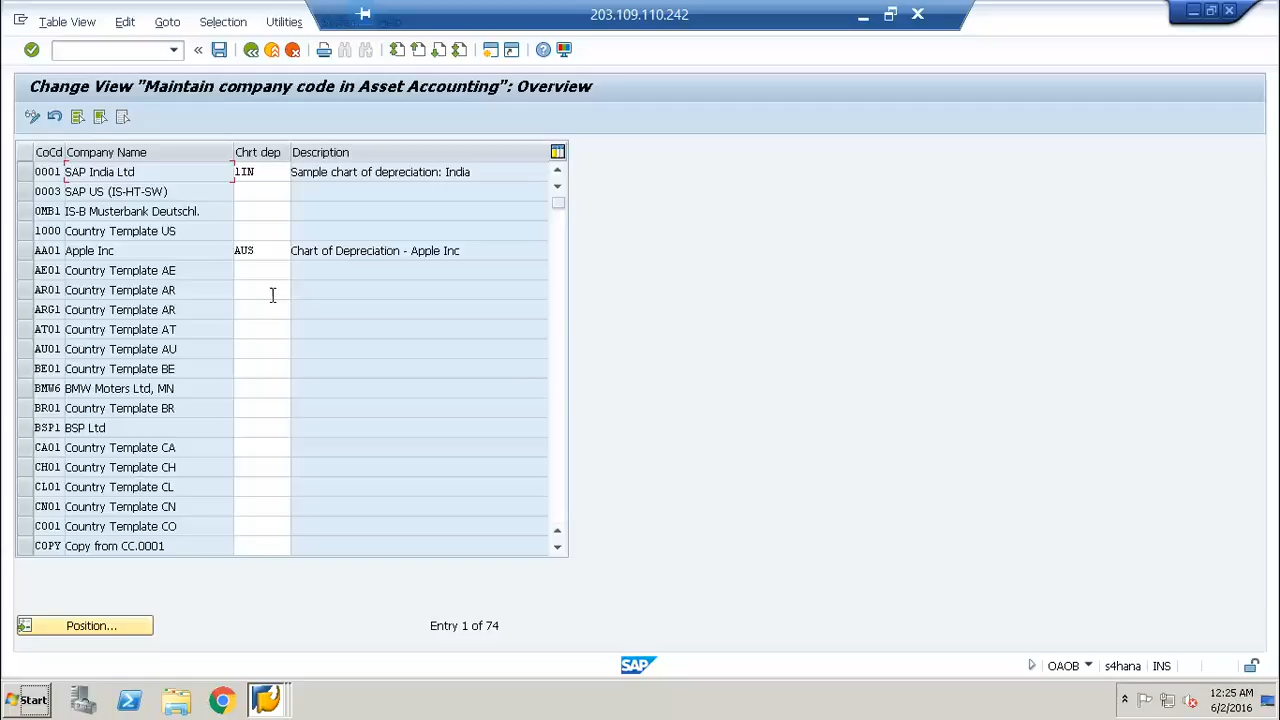 203.109.110.242
Table View Edit Goto Selection Utilities
Change View "Maintain company code in Asset Accounting": Overview
CoCd Company Name Chrt dep Description
0001 SAP India Ltd 1IN Sample chart of depreciation: India
0003 SAP US (IS-HT-SW)
0MB1 IS-B Musterbank Deutschl.
1000 Country Template US
AA01 Apple Inc AUS Chart of Depreciation - Apple Inc
AE01 Country Template AE
AR01 Country Template AR
ARG1 Country Template AR
AT01 Country Template AT
AU01 Country Template AU
BE01 Country Template BE
BMW6 BMW Moters Ltd, MN
BR01 Country Template BR
BSP1 BSP Ltd
CA01 Country Template CA
CH01 Country Template CH
CL01 Country Template CL
CN01 Country Template CN
CO01 Country Template CO
COPY Copy from CC.0001
Position... Entry 1 of 74
SAP OAOB s4hana INS
Start 12:25 AM
6/2/2016